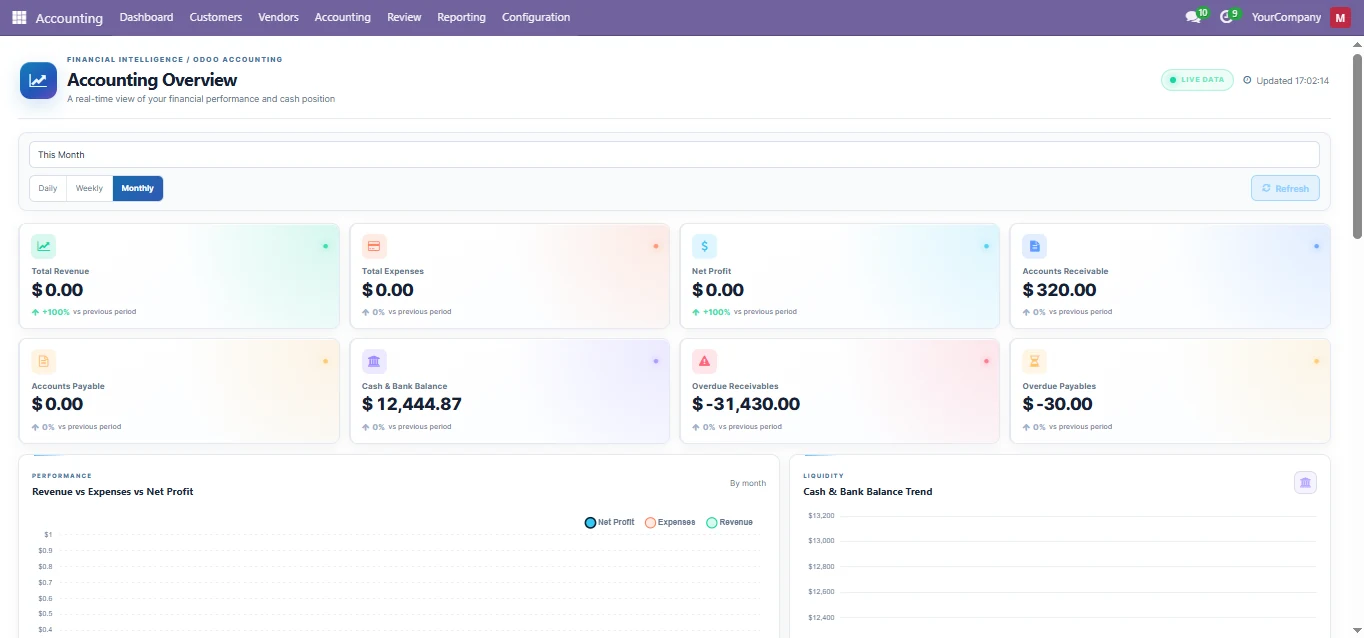 Accounting Dashboard Customers Vendors Accounting Review Reporting Configuration 10 9 YourCompany M
FINANCIAL INTELLIGENCE / ODOO ACCOUNTING
Accounting Overview
A real-time view of your financial performance and cash position
LIVE DATA Updated 17:02:14
This Month
Daily Weekly Monthly Refresh
Total Revenue
$ 0.00
+100% vs previous period
Total Expenses
$ 0.00
0% vs previous period
Net Profit
$ 0.00
+100% vs previous period
Accounts Receivable
$ 320.00
0% vs previous period
Accounts Payable
$ 0.00
0% vs previous period
Cash & Bank Balance
$ 12,444.87
0% vs previous period
Overdue Receivables
$ -31,430.00
0% vs previous period
Overdue Payables
$ -30.00
0% vs previous period
PERFORMANCE
Revenue vs Expenses vs Net Profit
By month
Net Profit Expenses Revenue
$1
$0.9
$0.8
$0.7
$0.6
$0.5
$0.4
LIQUIDITY
Cash & Bank Balance Trend
$13,200
$13,000
$12,800
$12,600
$12,400